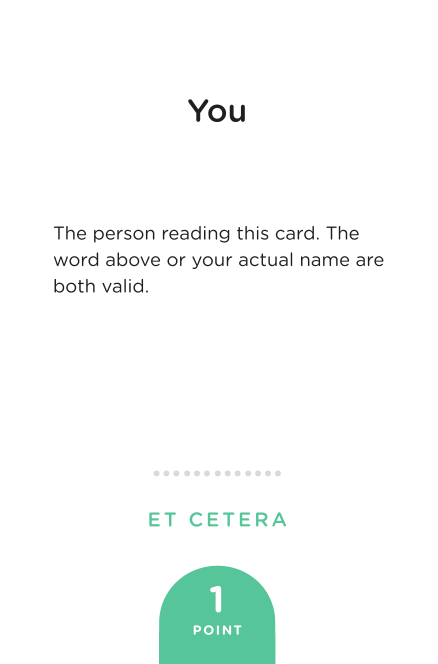 You
The person reading this card. The
word above or your actual name are
both valid.
ET CETERA
1
POINT